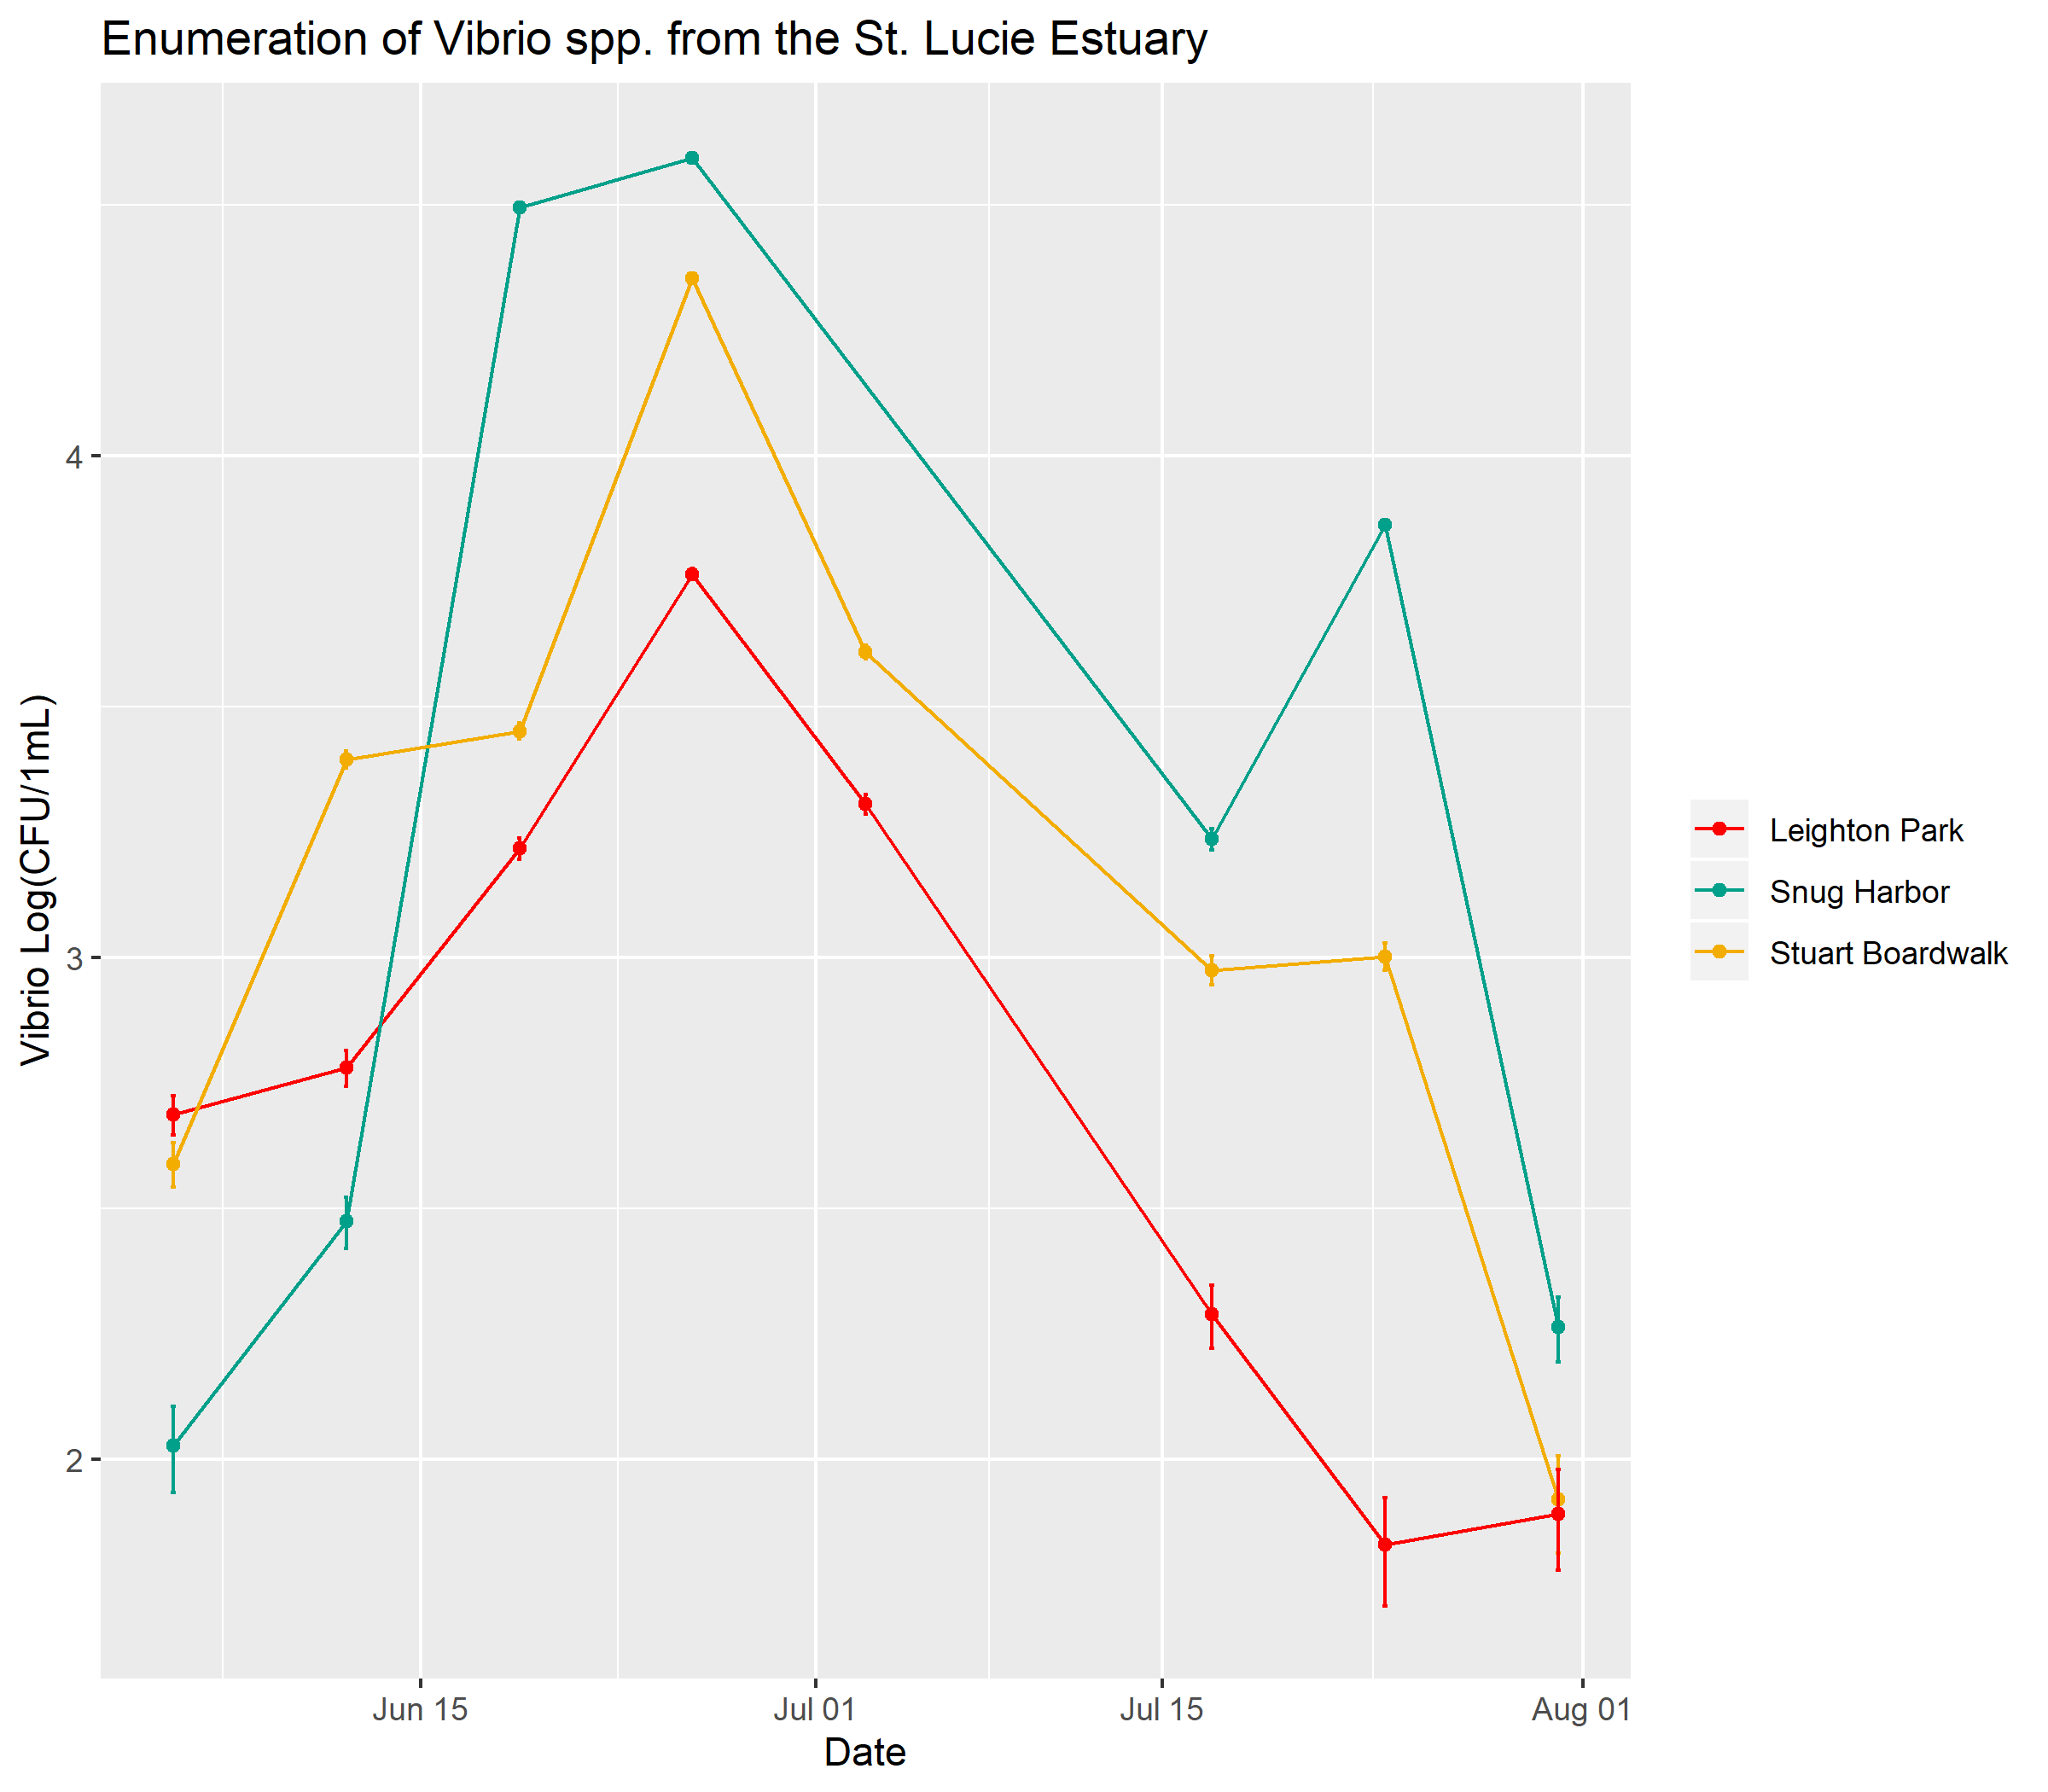 Enumeration of Vibrio spp. from the St. Lucie Estuary
Vibrio Log(CFU/1mL)
4
3
2
Jun 15
Jul 01
Jul 15
Aug 01
Date
Leighton Park
Snug Harbor
Stuart Boardwalk